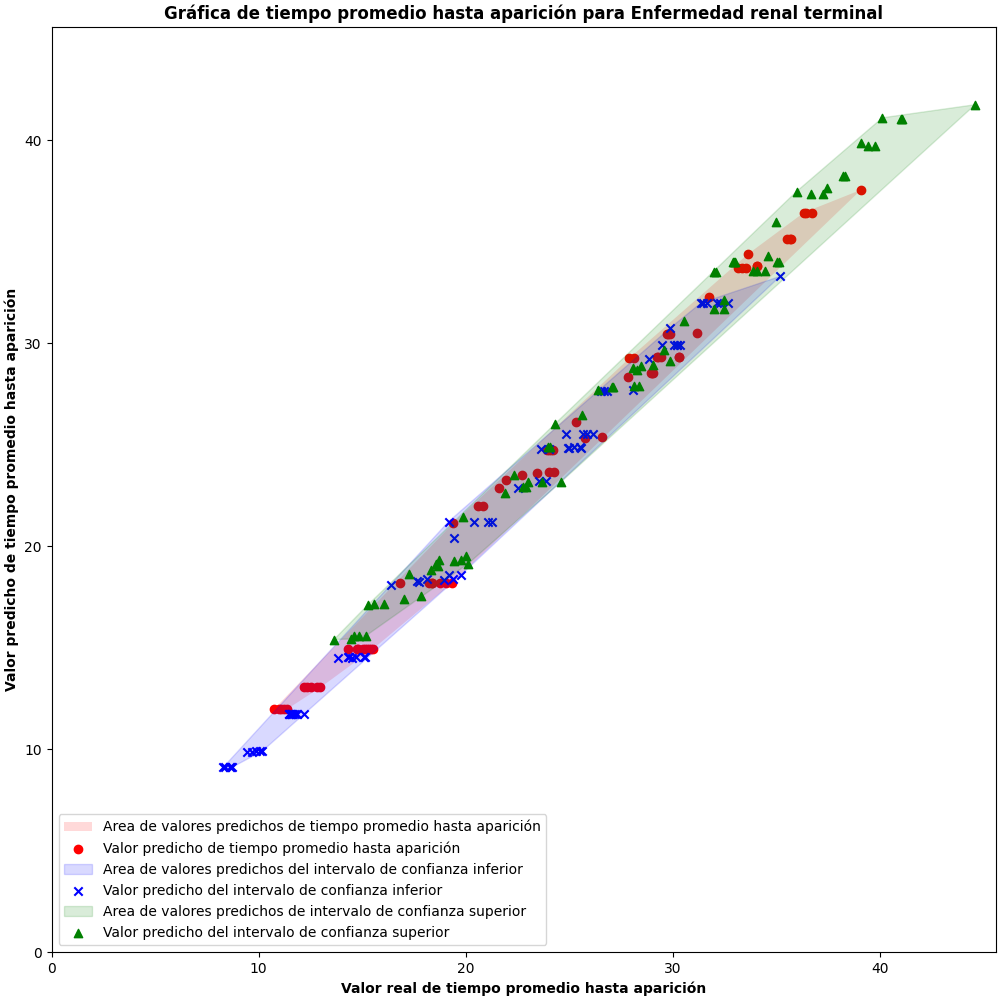 Gráfica de tiempo promedio hasta aparición para Enfermedad renal terminal
Valor predicho de tiempo promedio hasta aparición
40
30
20
10
0
Area de valores predichos de tiempo promedio hasta aparición
Valor predicho de tiempo promedio hasta aparición
Area de valores predichos del intervalo de confianza inferior
Valor predicho del intervalo de confianza inferior
Area de valores predichos de intervalo de confianza superior
Valor predicho del intervalo de confianza superior
0 10 20 30 40
Valor real de tiempo promedio hasta aparición